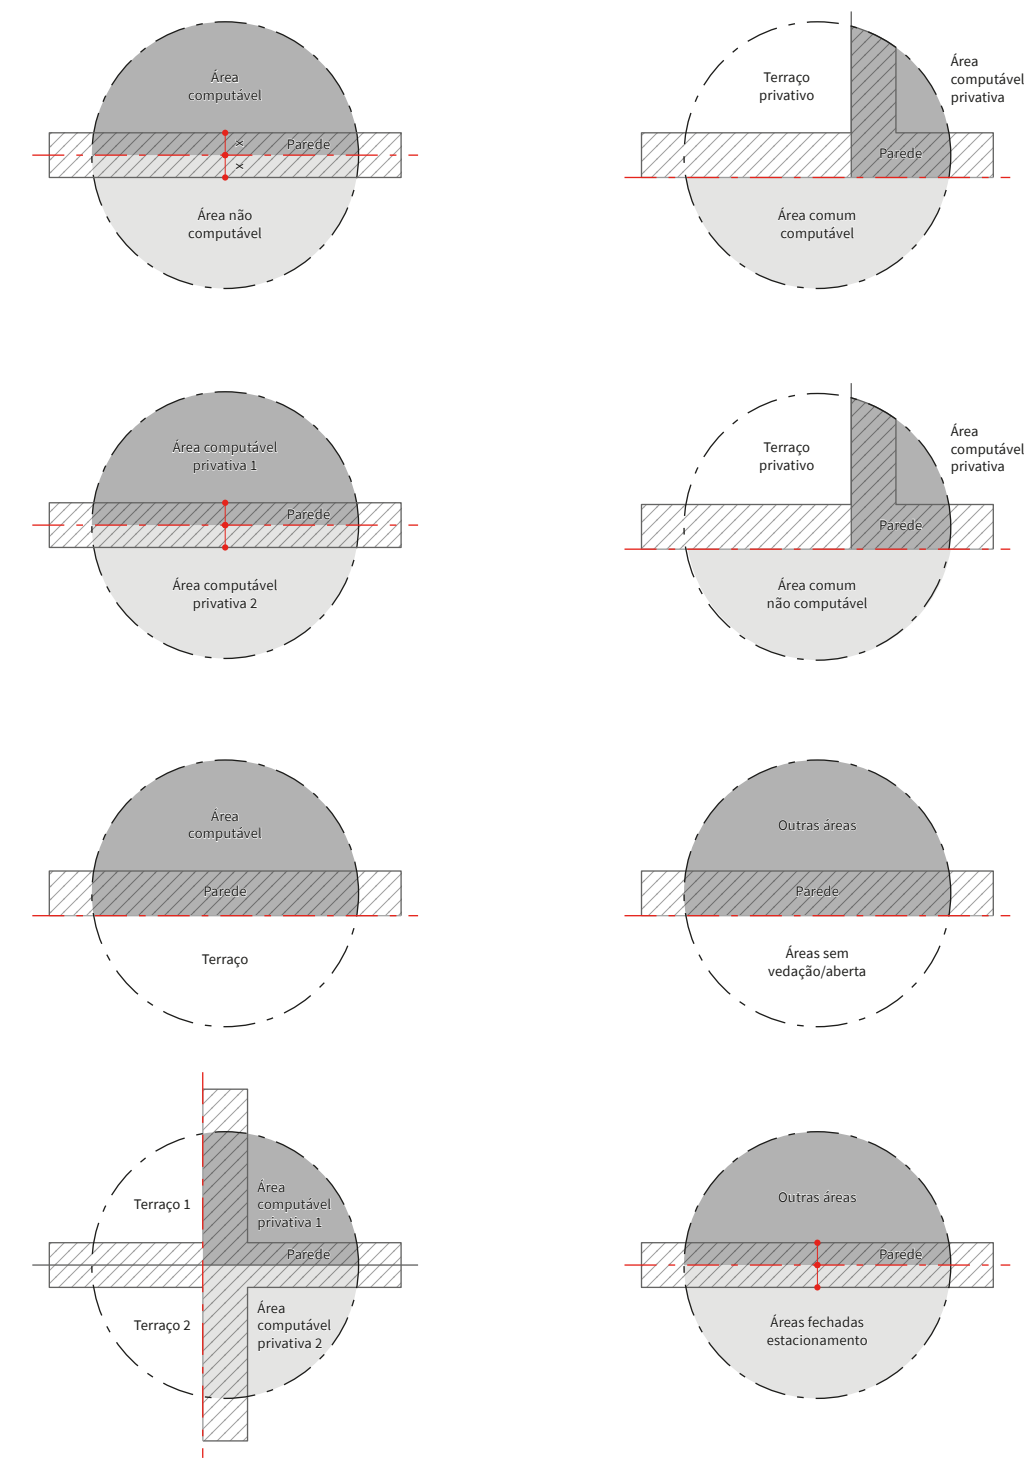 Área
computável
x
Parede
x
Área não
computável
Terraço
privativo
Área
computável
privativa
Parede
Área comum
computável
Área computável
privativa 1
Parede
Área computável
privativa 2
Terraço
privativo
Área
computável
privativa
Parede
Área comum
não computável
Área
computável
Parede
Terraço
Outras áreas
Parede
Áreas sem
vedação/aberta
Terraço 1
Área
computável
privativa 1
Parede
Terraço 2
Área
computável
privativa 2
Outras áreas
Parede
Áreas fechadas
estacionamento